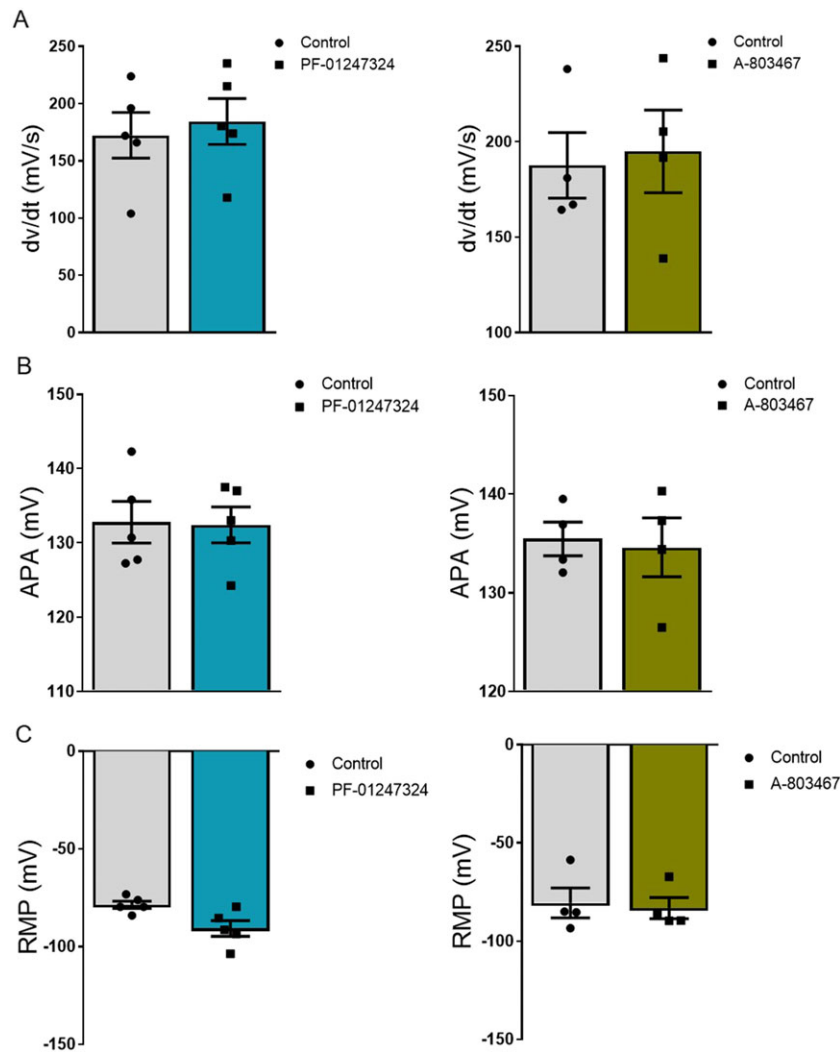 A
Control
PF-01247324
dv/dt (mV/s)
250
200
150
100
50
0
Control
A-803467
dv/dt (mV/s)
250
200
150
100
B
Control
PF-01247324
APA (mV)
150
140
130
120
110
Control
A-803467
APA (mV)
150
140
130
120
C
Control
PF-01247324
RMP (mV)
0
-50
-100
-150
Control
A-803467
RMP (mV)
0
-50
-100
-150